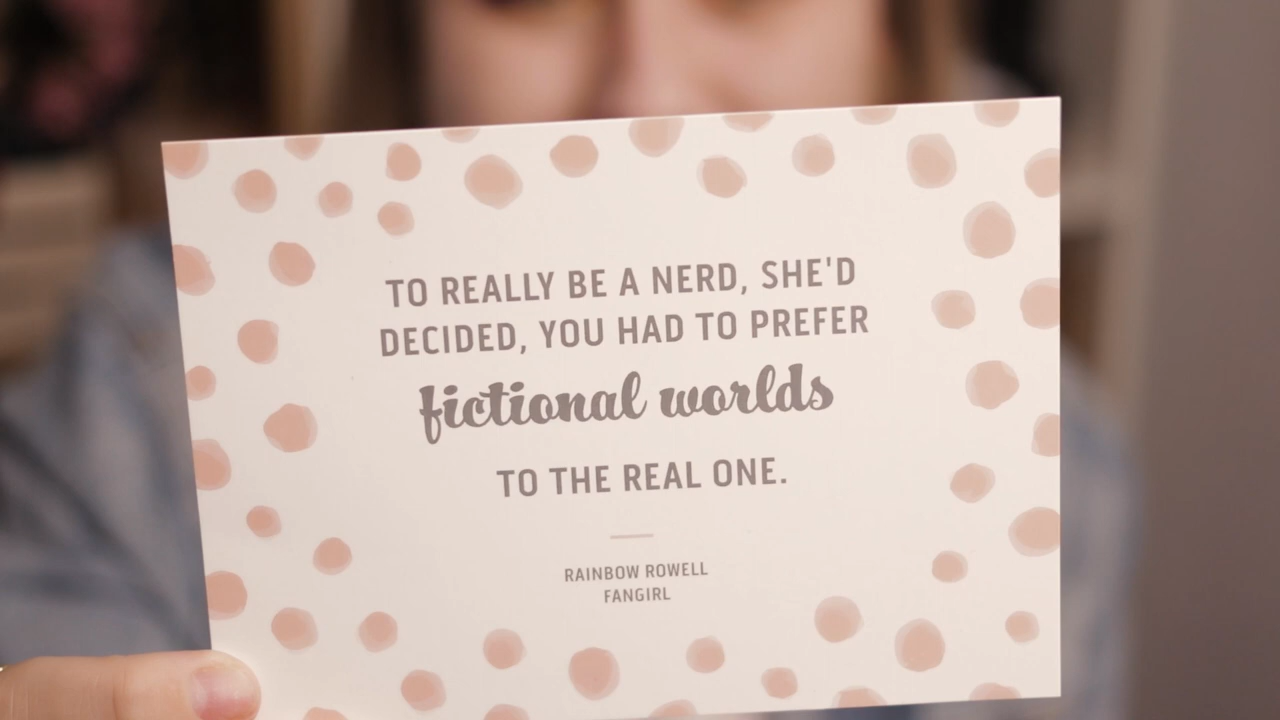 TO REALLY BE A NERD, SHE'D
DECIDED, YOU HAD TO PREFER
fictional worlds
TO THE REAL ONE.
RAINBOW ROWELL
FANGIRL